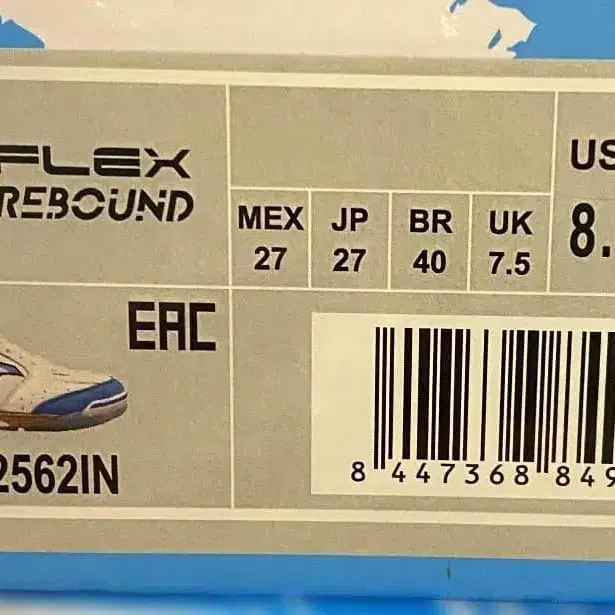 FLEX
REBOUND
MEX JP BR UK US
27 27 40 7.5 8.
EAC
2562IN
8 447368 849